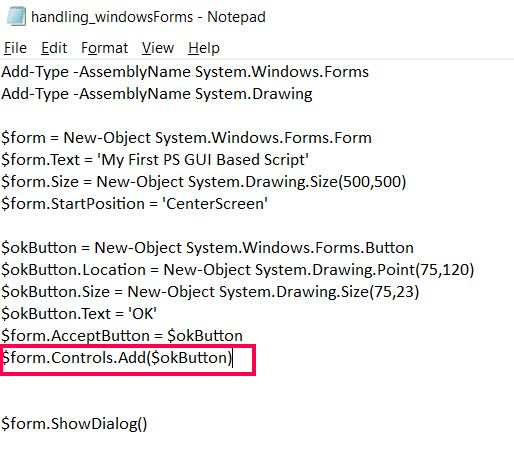 handling_windowsForms - Notepad
File Edit Format View Help
Add-Type -AssemblyName System.Windows.Forms
Add-Type -AssemblyName System.Drawing
$form = New-Object System.Windows.Forms.Form
$form.Text = 'My First PS GUI Based Script'
$form.Size = New-Object System.Drawing.Size(500,500)
$form.StartPosition = 'CenterScreen'
$okButton = New-Object System.Windows.Forms.Button
$okButton.Location = New-Object System.Drawing.Point(75,120)
$okButton.Size = New-Object System.Drawing.Size(75,23)
$okButton.Text = 'OK'
$form.AcceptButton = $okButton
$form.Controls.Add($okButton)
$form.ShowDialog()